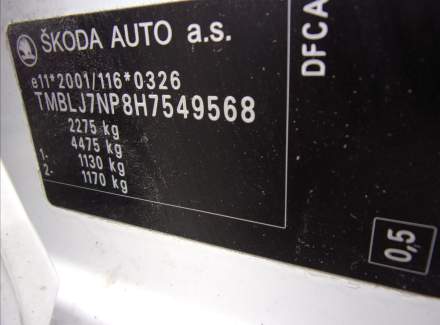 ŠKODA AUTO a.s.
e11*2001/116*0326
TMBLJ7NP8H7549568
2275 kg
4475 kg
1- 1130 kg
2- 1170 kg
DFCA
0,5